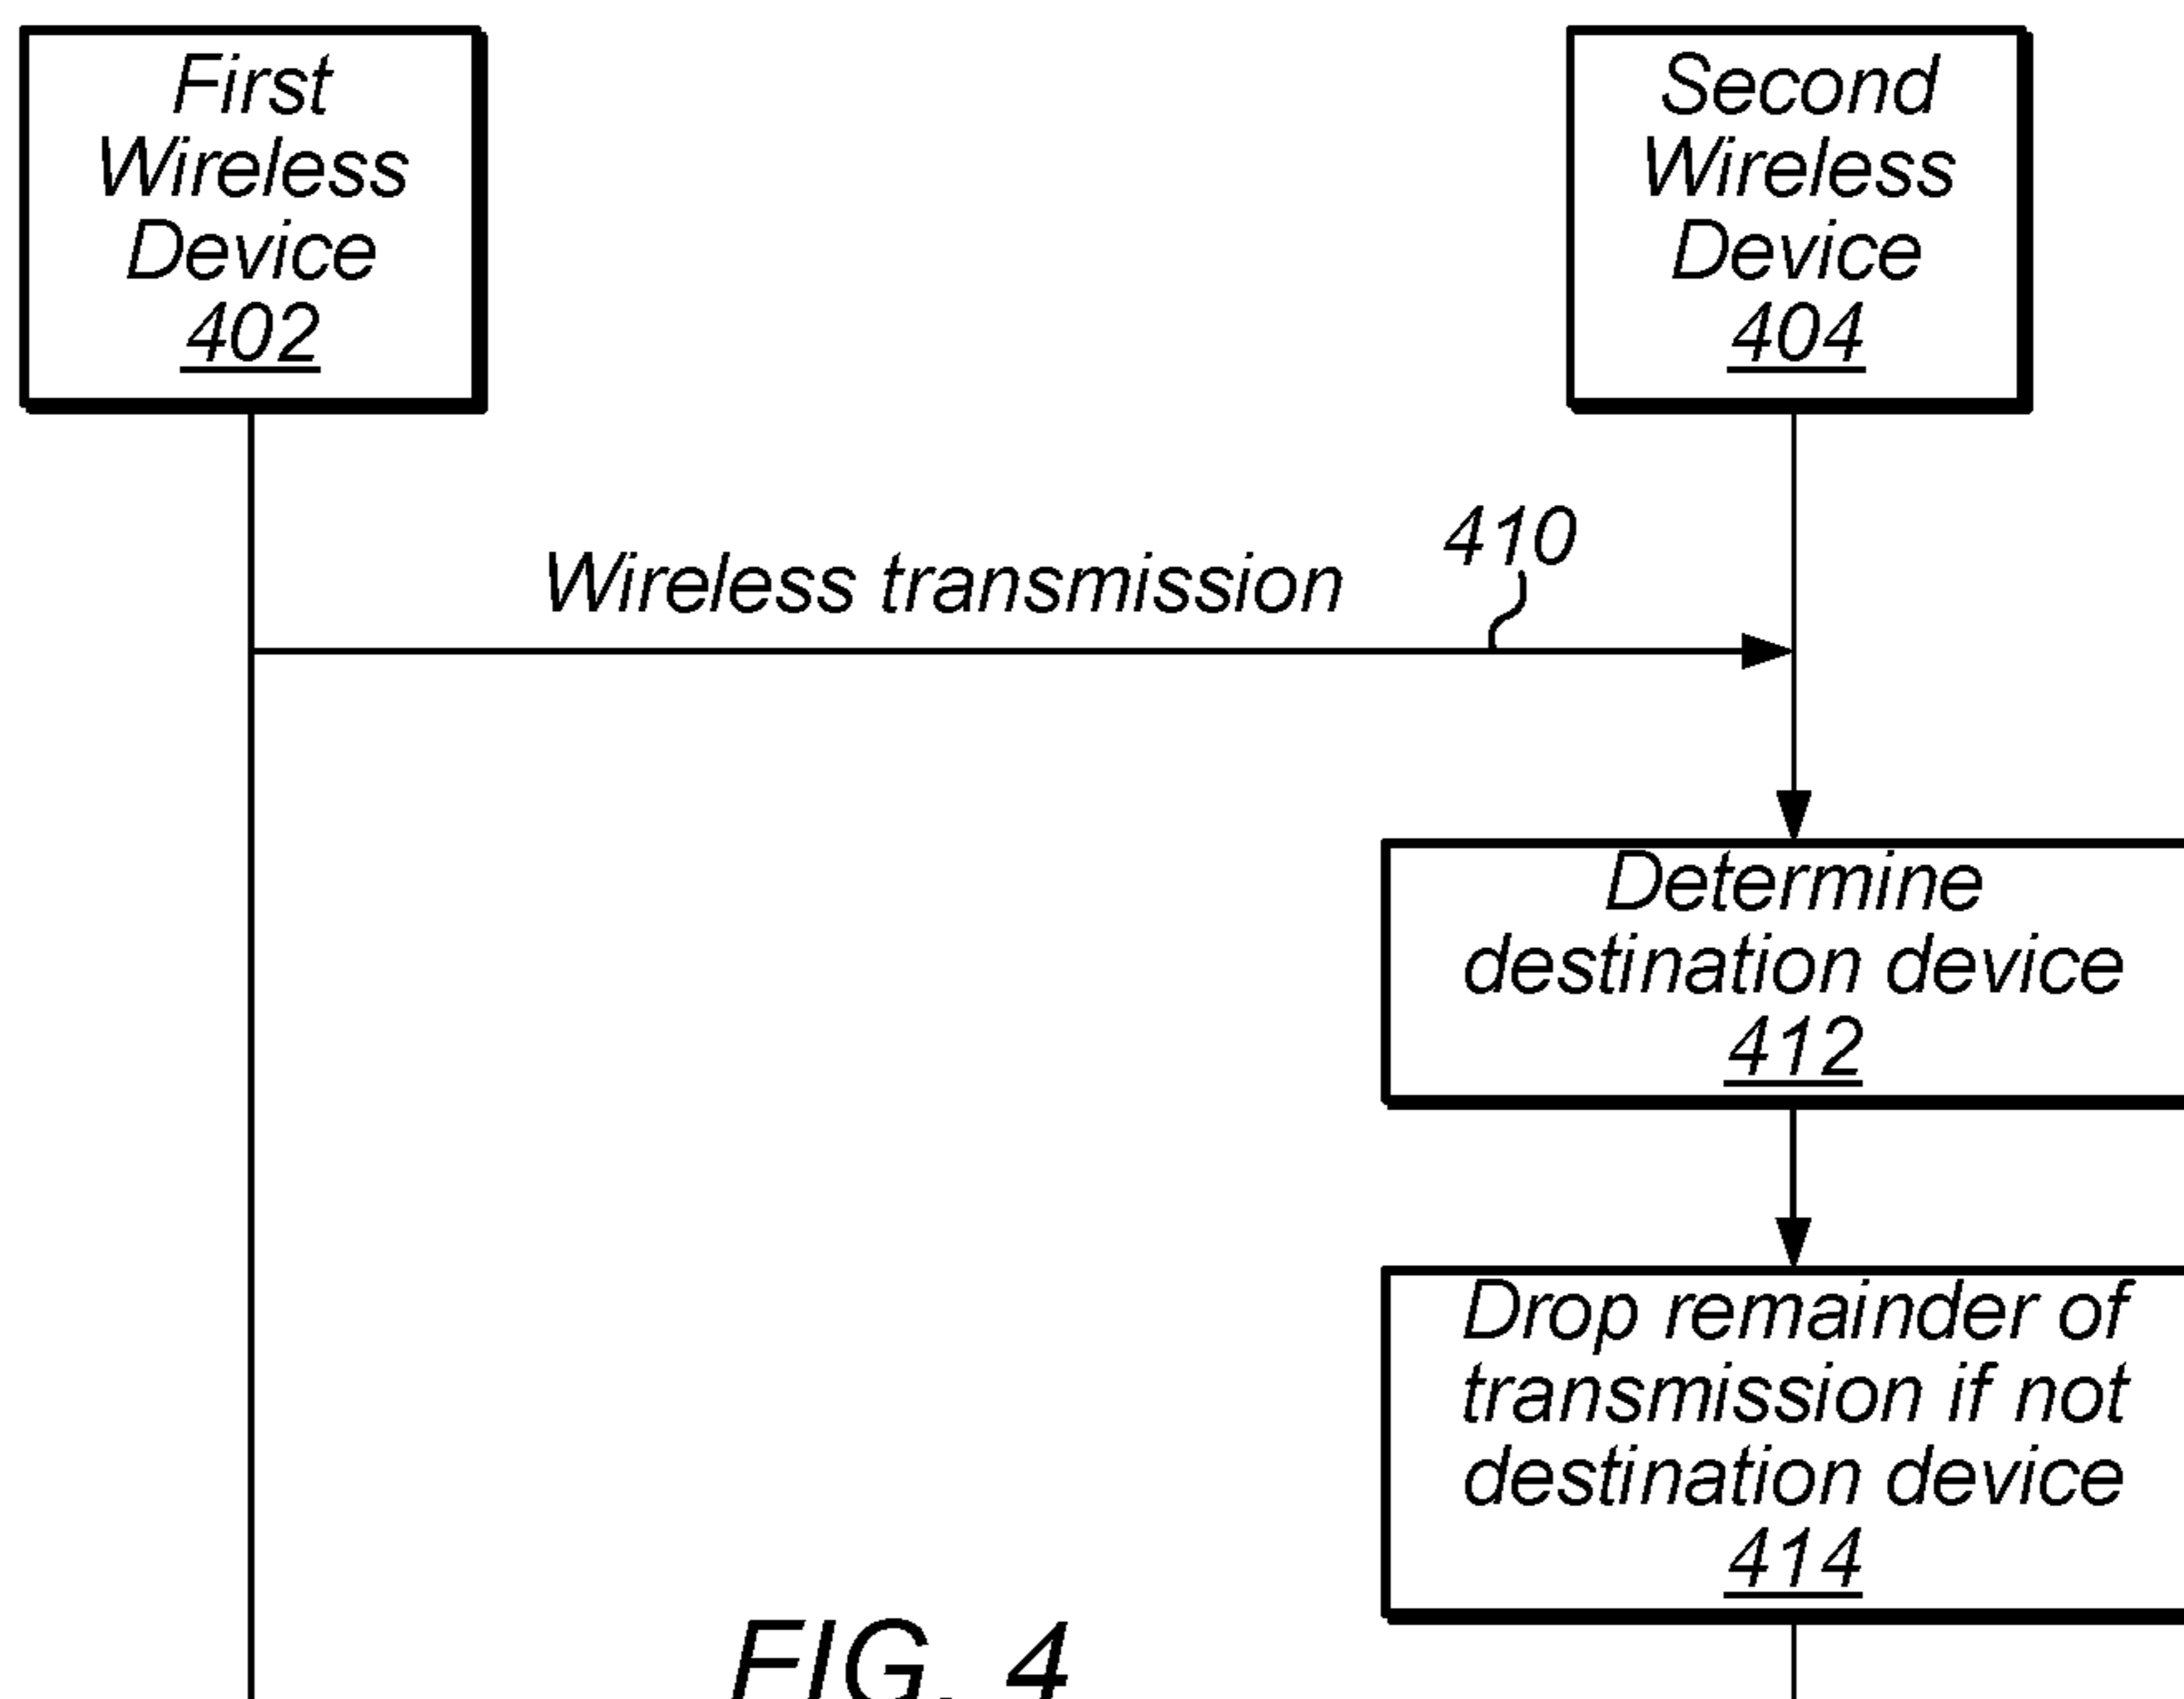 First
Wireless
Device
402
Second
Wireless
Device
404
410
Wireless transmission
Determine
destination device
412
Drop remainder of
transmission if not
destination device
414
FIG. 4